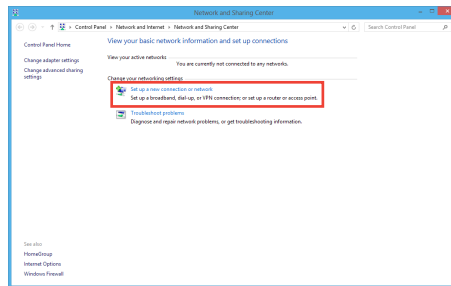 Network and Sharing Center
Control Panel › Network and Internet › Network and Sharing Center
Search Control Panel
Control Panel Home
Change adapter settings
Change advanced sharing
settings
View your basic network information and set up connections
View your active networks
You are currently not connected to any networks.
Change your networking settings
Set up a new connection or network
Set up a broadband, dial-up, or VPN connection; or set up a router or access point.
Troubleshoot problems
Diagnose and repair network problems, or get troubleshooting information.
See also
HomeGroup
Internet Options
Windows Firewall